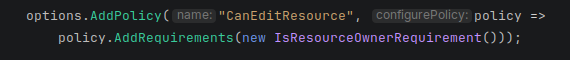 options.AddPolicy( name: "CanEditResource", configurePolicy: policy =>
policy.AddRequirements(new IsResourceOwnerRequirement()));